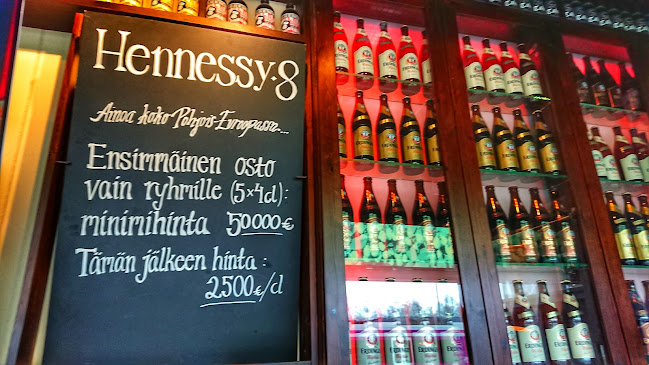 Hennessy·8
Ainoa koko Pohjois-Euroopassa...
Ensimmäinen osto
vain ryhmille (5×4cl):
minimihinta 50000€
Tämän jälkeen hinta:
2500€/cl
ERDINGER